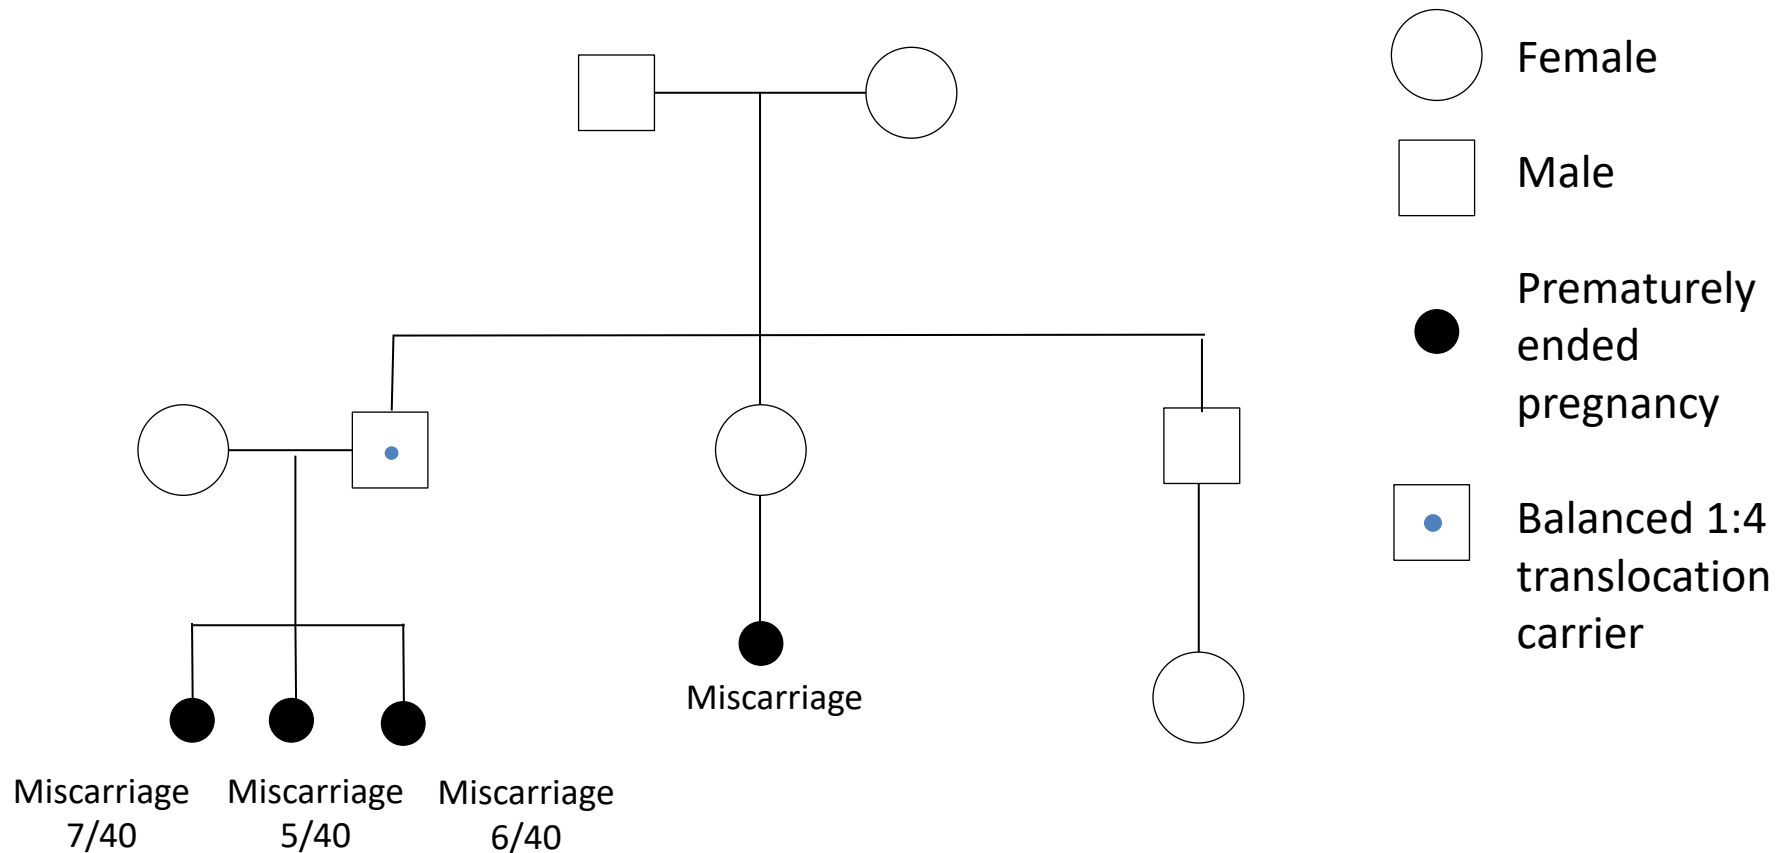 Female
Male
Prematurely
ended
pregnancy
Balanced 1:4
translocation
carrier
Miscarriage
Miscarriage
7/40
Miscarriage
5/40
Miscarriage
6/40